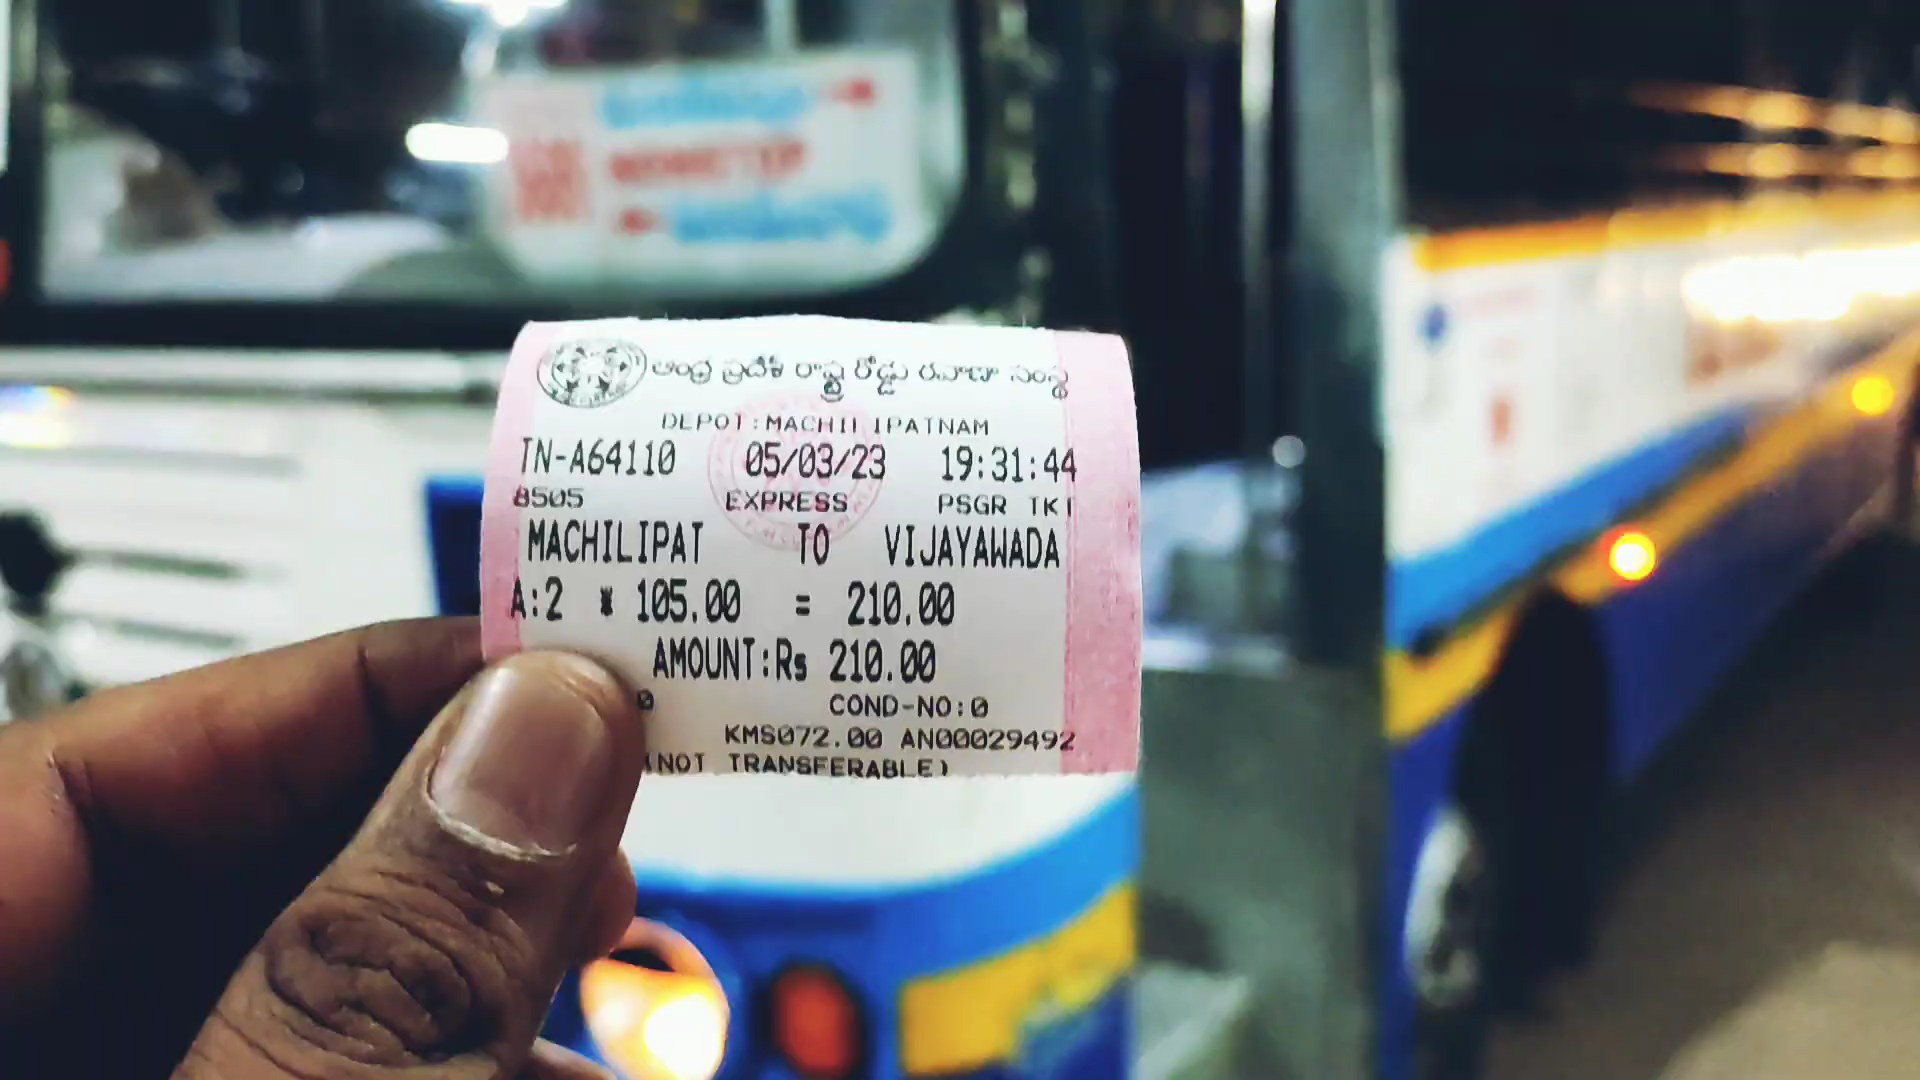 ఆంధ్ర ప్రదేశ్ రాష్ట్ర రోడ్డు రవాణా సంస్థ
DEPOT:MACHILIPATNAM
TN-A64110 05/03/23 19:31:44
8505 EXPRESS PSGR TKT
MACHILIPAT TO VIJAYAWADA
A:2 * 105.00 = 210.00
AMOUNT:Rs 210.00
0 COND-NO:0
KMS072.00 AN00029492
(NOT TRANSFERABLE)